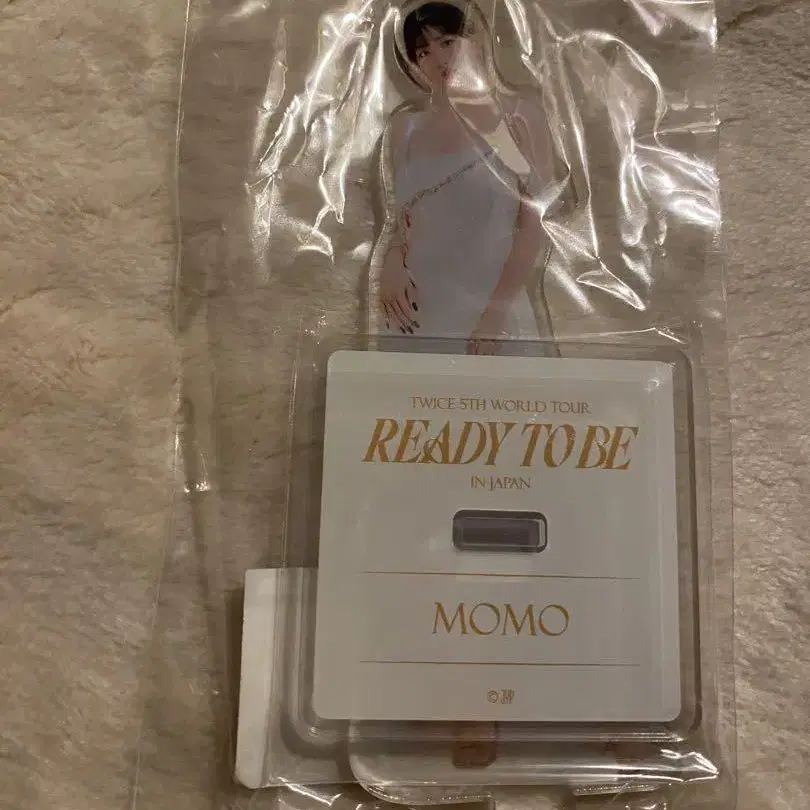 TWICE 5TH WORLD TOUR
READY TO BE
IN JAPAN
MOMO
©